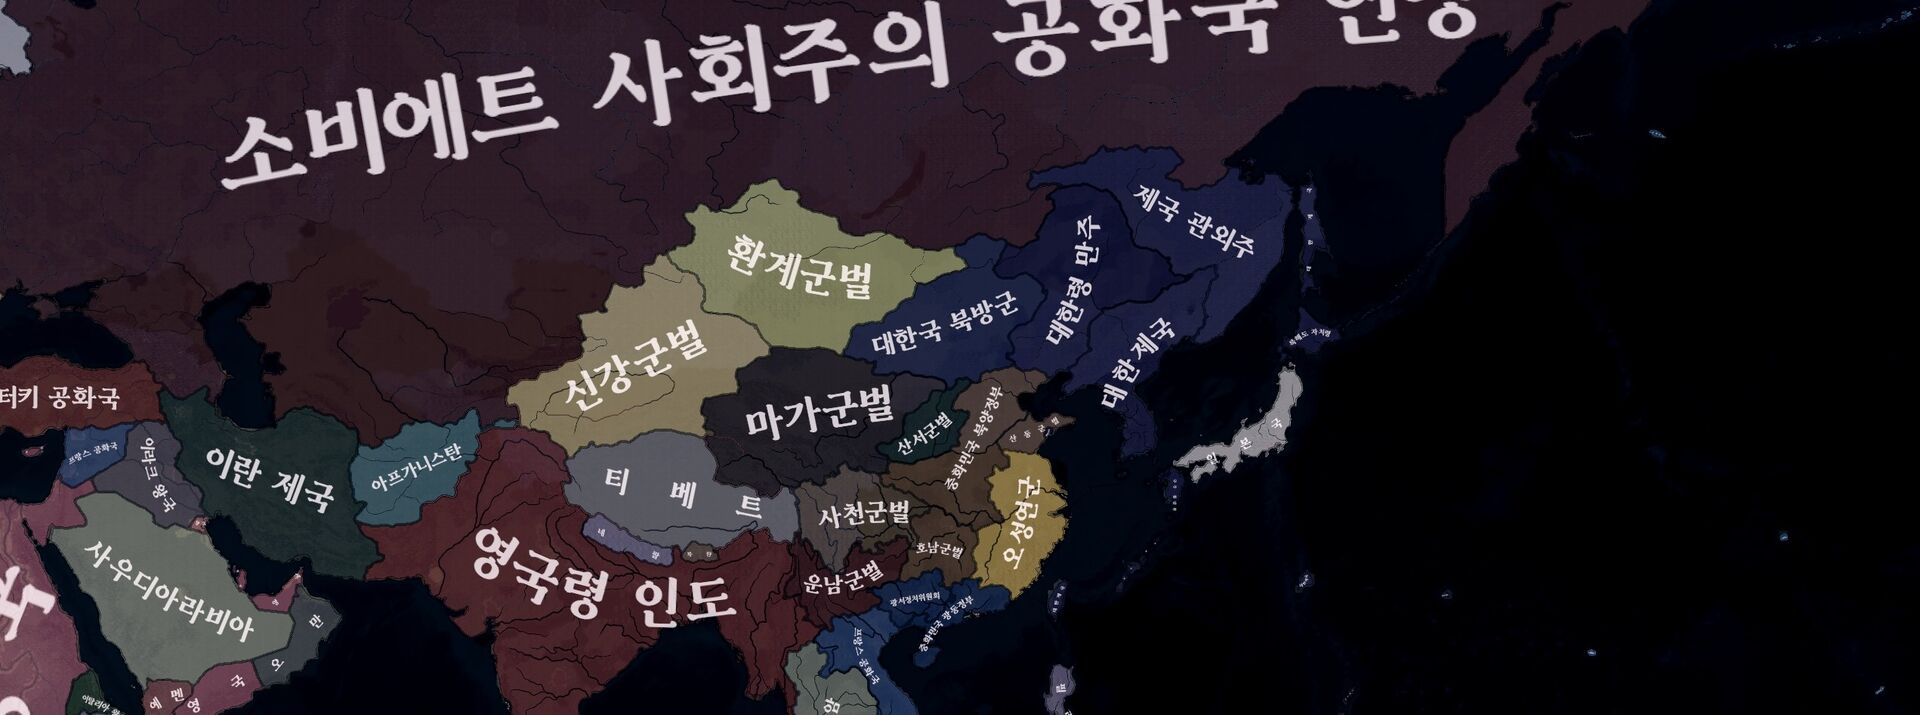 소비에트 사회주의 공화국 연방
환계군벌
제국 관외주
대한령 만주
대한국 북방군
신강군벌
대한 제국
북해도 자치령
터키 공화국
마가군벌
산서군벌
중화민국 북양정부
산동군벌
일본국
프랑스 공화국
이라크 왕국
이란 제국
아프가니스탄
티베트
사천군벌
오성연군
네팔
부탄
호남군벌
영국령 인도
운남군벌
사우디아라비아
광서정치위원회
중화민국 광동정부
프랑스 공화국
오만
예멘
영국
이탈리아 왕